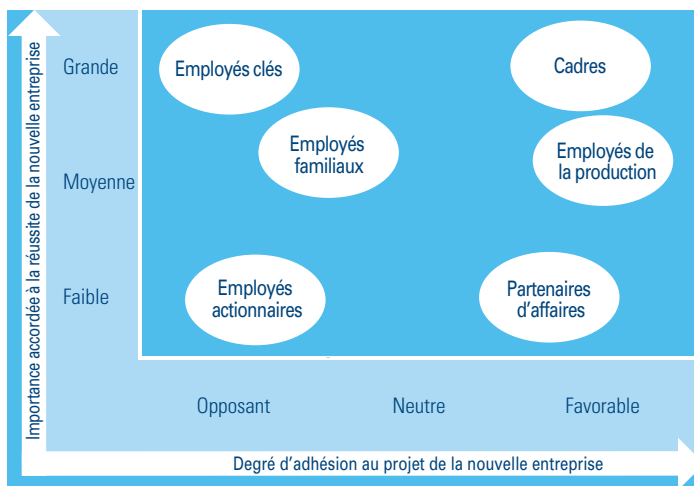 Importance accordée à la réussite de la nouvelle entreprise
Grande
Moyenne
Faible
Employés clés
Cadres
Employés
familiaux
Employés de
la production
Employés
actionnaires
Partenaires
d’affaires
Opposant
Neutre
Favorable
Degré d’adhésion au projet de la nouvelle entreprise